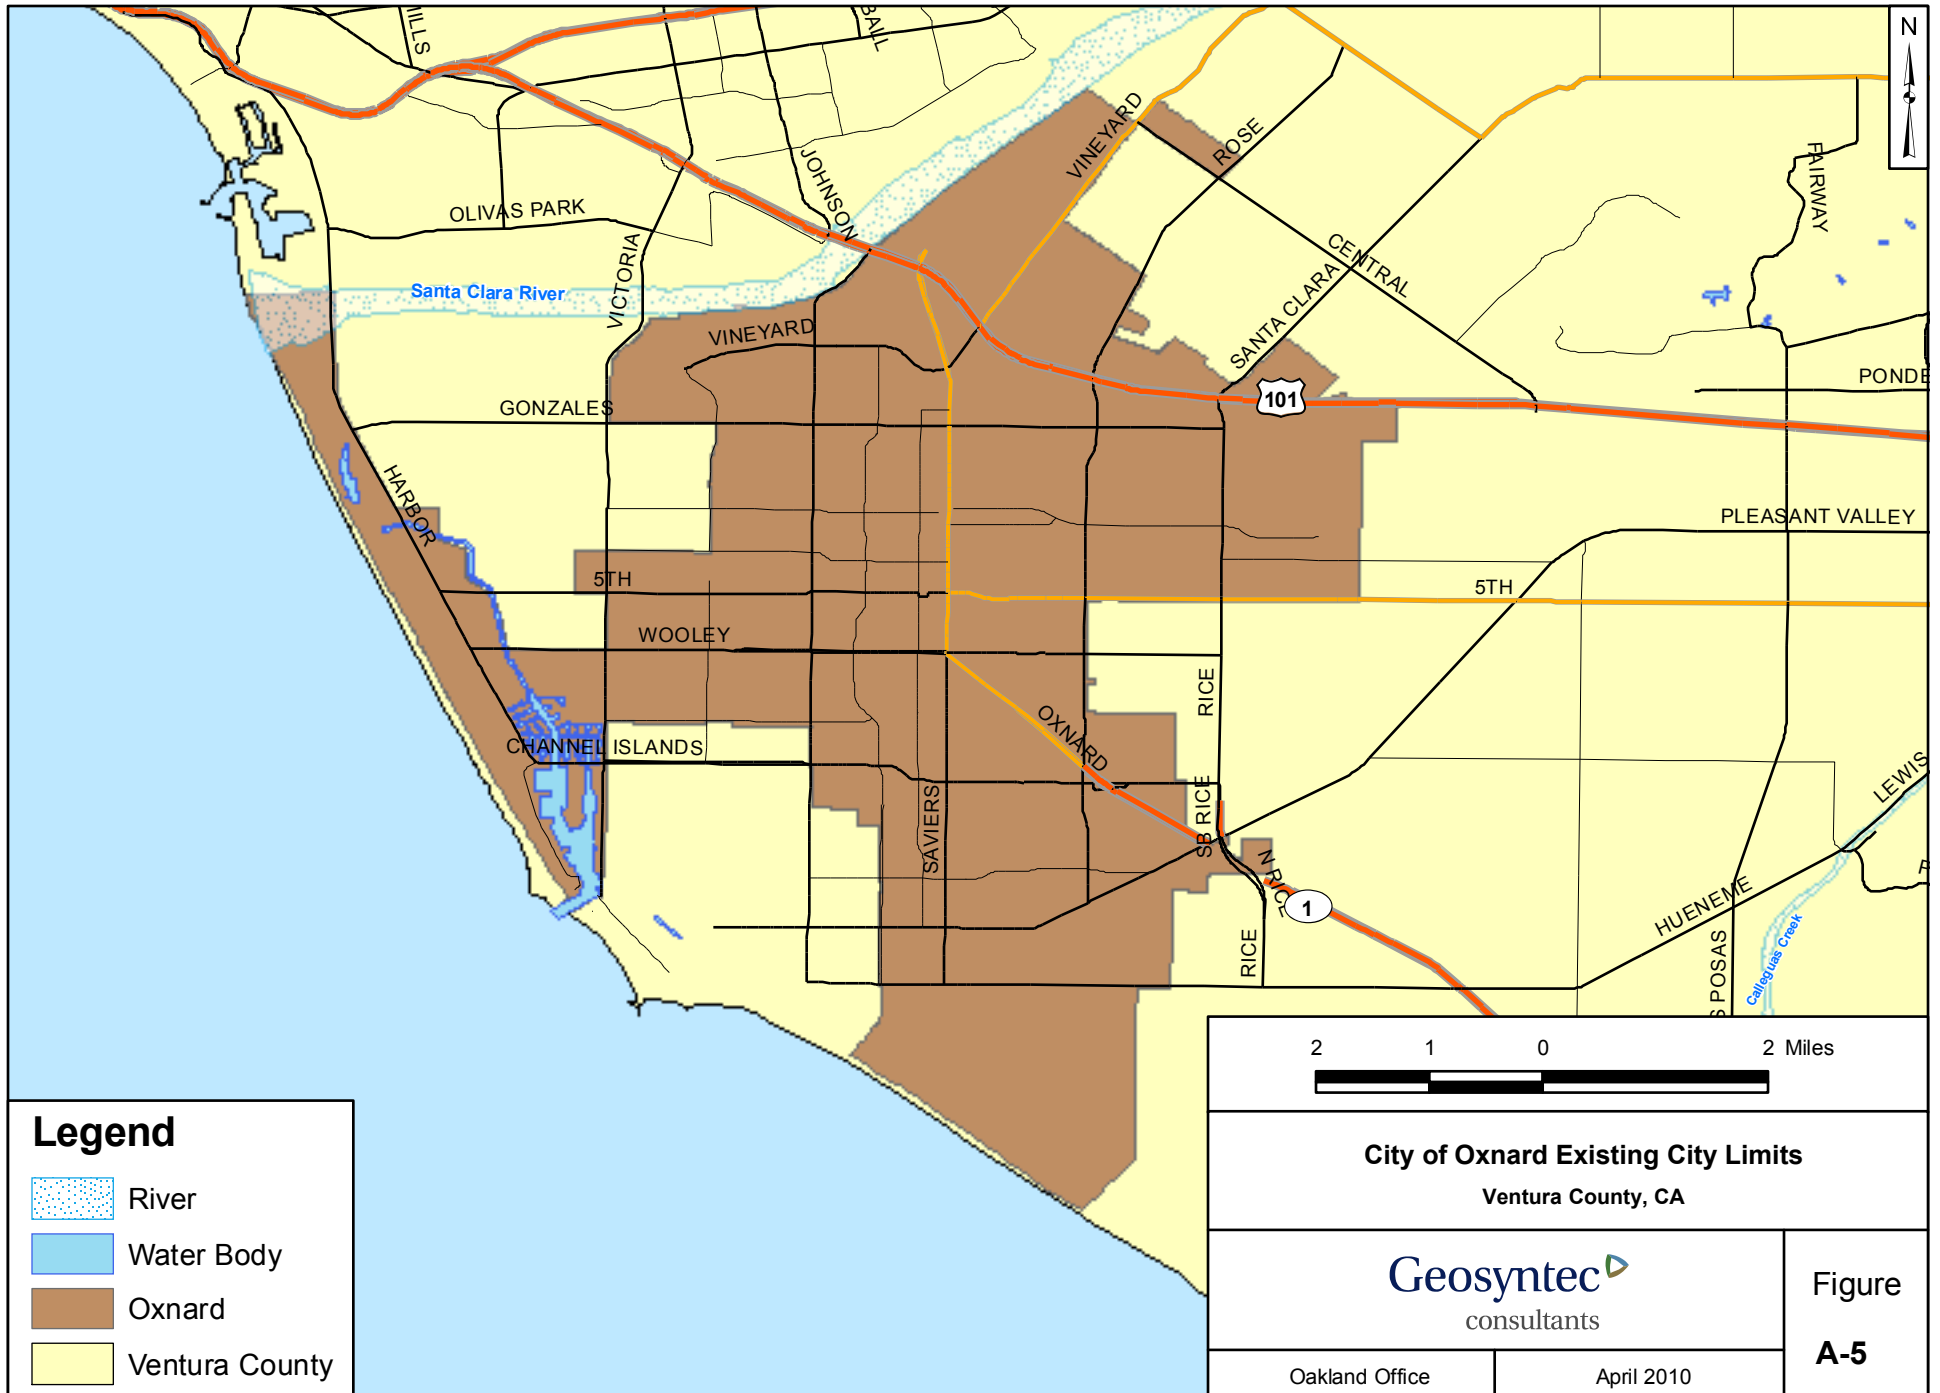 N
BALL
VINEYARD
ROSE
FAIRWAY
JOHNSON
OLIVAS PARK
VICTORIA
CENTRAL
SANTA CLARA
Santa Clara River
VINEYARD
101
GONZALES
HARBOR
PLEASANT VALLEY
5TH
5TH
WOOLEY
RICE
OXNARD
CHANNEL ISLANDS
SAVIERS
SB RICE
N RICE
1
LEWIS
HUENEME
RICE
POSAS
Calleguas Creek
2 1 0 2 Miles
City of Oxnard Existing City Limits
Ventura County, CA
Geosyntec
consultants
Figure
A-5
Oakland Office
April 2010
Legend
River
Water Body
Oxnard
Ventura County